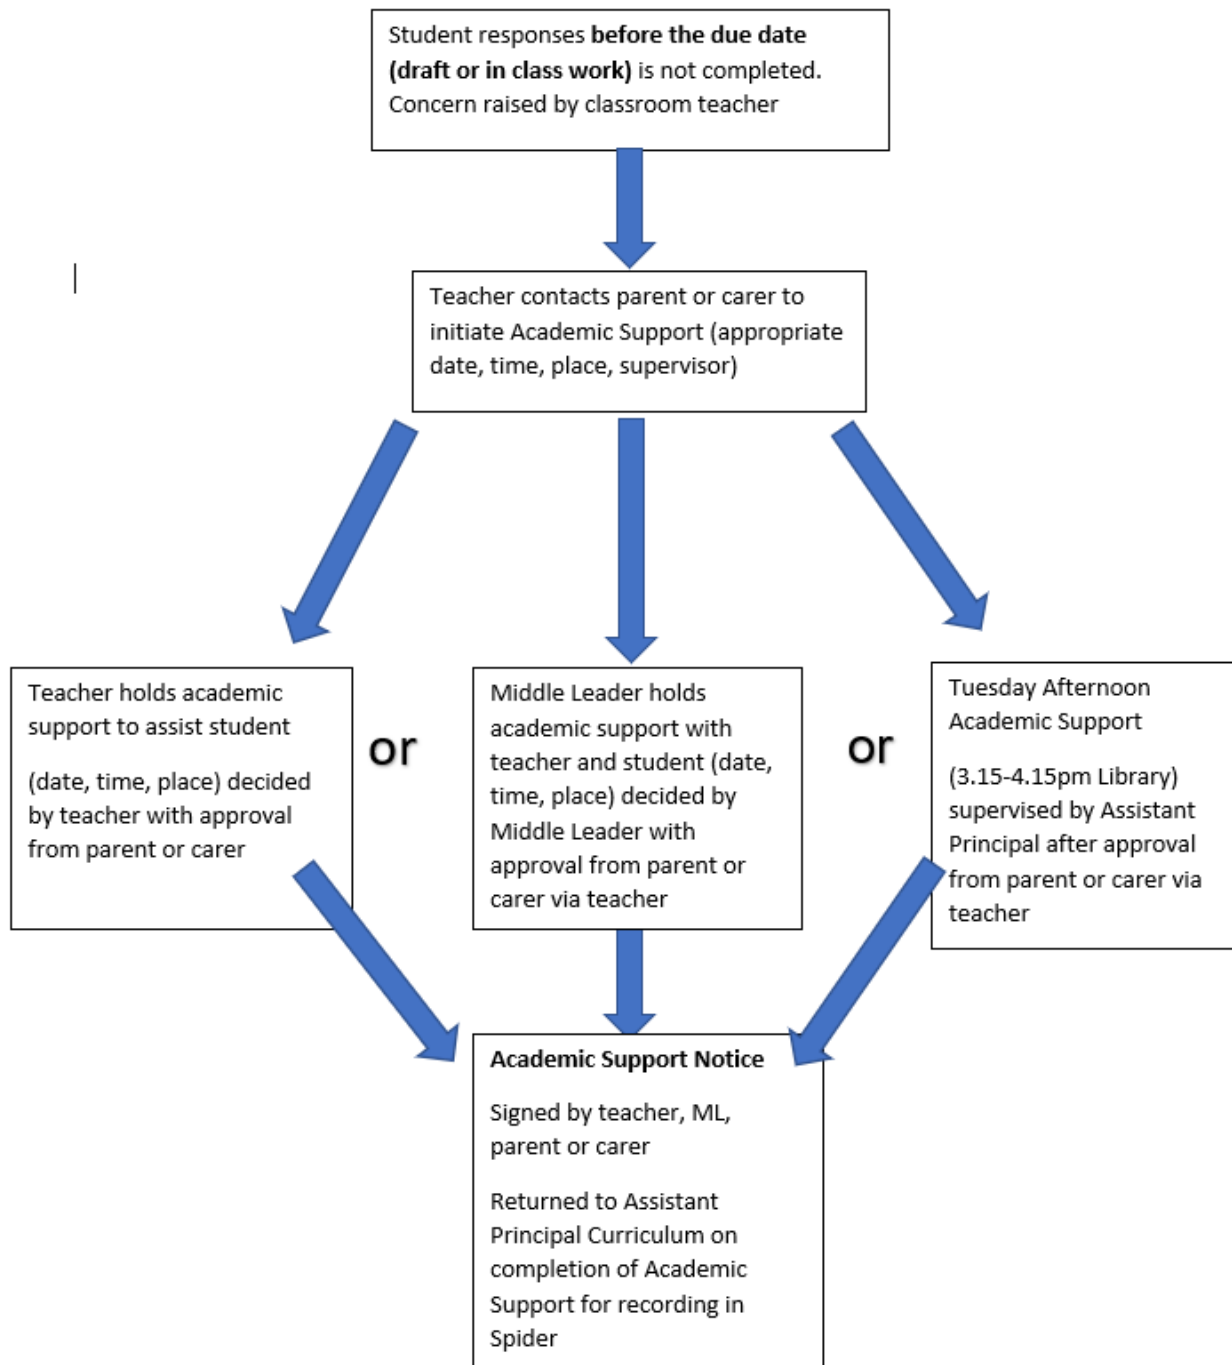 Student responses before the due date
(draft or in class work) is not completed.
Concern raised by classroom teacher
Teacher contacts parent or carer to
initiate Academic Support (appropriate
date, time, place, supervisor)
Teacher holds academic
support to assist student
(date, time, place) decided
by teacher with approval
from parent or carer
or
Middle Leader holds
academic support with
teacher and student (date,
time, place) decided by
Middle Leader with
approval from parent or
carer via teacher
or
Tuesday Afternoon
Academic Support
(3.15-4.15pm Library)
supervised by Assistant
Principal after approval
from parent or carer via
teacher
Academic Support Notice
Signed by teacher, ML,
parent or carer
Returned to Assistant
Principal Curriculum on
completion of Academic
Support for recording in
Spider